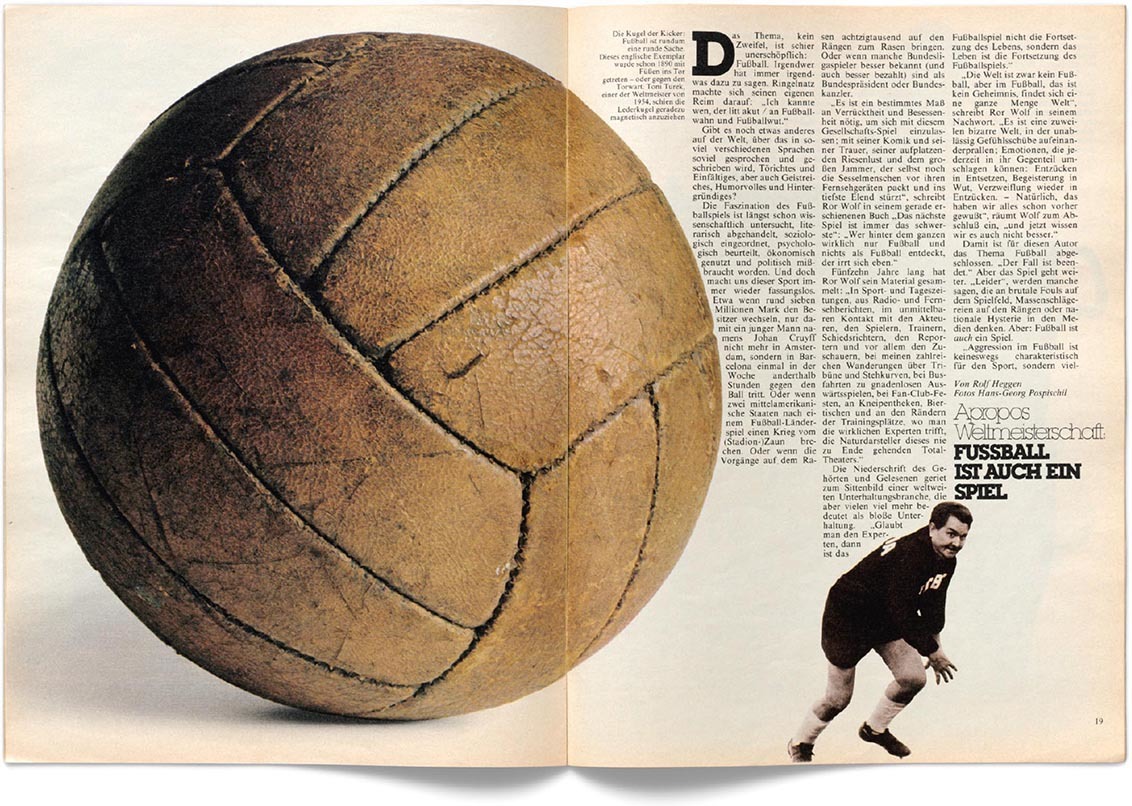 Die Kugel der Kicker:
Fußball ist rundum
eine runde Sache.
Dieses englische Exemplar
wurde schon 1890 mit
Füßen ins Tor
getreten – oder gegen den
Torwart. Toni Turek,
einer der Weltmeister von
1954, schien die
Lederkugel geradezu
magnetisch anzuziehen
Das Thema, kein
Zweifel, ist schier
unerschöpflich:
Fußball. Irgendwer
hat immer irgend-
was dazu zu sagen. Ringelnatz
machte sich seinen eigenen
Reim darauf: „Ich kannte
wen, der litt akut / an Fußball-
wahn und Fußballwut.“
Gibt es noch etwas anderes
auf der Welt, über das in so-
viel verschiedenen Sprachen
soviel gesprochen und ge-
schrieben wird, Törichtes und
Einfältiges, aber auch Geistrei-
ches, Humorvolles und Hinter-
gründiges?
Die Faszination des Fuß-
ballspiels ist längst schon wis-
senschaftlich untersucht, lite-
rarisch abgehandelt, soziolo-
gisch eingeordnet, psycholo-
gisch beurteilt, ökonomisch
genutzt und politisch miß-
braucht worden. Und doch
macht uns dieser Sport im-
mer wieder fassungslos.
Etwa wenn rund sieben
Millionen Mark den Be-
sitzer wechseln, nur da-
mit ein junger Mann na-
mens Johan Cruyff
nicht mehr in Amster-
dam, sondern in Bar-
celona einmal in der
Woche anderthalb
Stunden gegen den
Ball tritt. Oder wenn
zwei mittelamerikani-
sche Staaten nach ei-
nem Fußball-Länder-
spiel einen Krieg vom
(Stadion-)Zaun bre-
chen. Oder wenn die
Vorgänge auf dem Ra-
sen achtzigtausend auf den
Rängen zum Rasen bringen.
Oder wenn manche Bundesli-
gaspieler besser bekannt (und
auch besser bezahlt) sind als
Bundespräsident oder Bundes-
kanzler.
„Es ist ein bestimmtes Maß
an Verrücktheit und Besessen-
heit nötig, um sich mit diesem
Gesellschafts-Spiel einzulas-
sen; mit seiner Komik und sei-
ner Trauer, seiner aufplatzen-
den Riesenlust und dem gro-
ßen Jammer, der selbst noch
die Sesselmenschen vor ihren
Fernsehgeräten packt und ins
tiefste Elend stürzt“, schreibt
Ror Wolf in seinem gerade er-
schienenen Buch „Das nächste
Spiel ist immer das schwer-
ste“: „Wer hinter dem ganzen
wirklich nur Fußball und
nichts als Fußball entdeckt,
der irrt sich eben.“
Fünfzehn Jahre lang hat
Ror Wolf sein Material gesam-
melt: „In Sport- und Tageszei-
tungen, aus Radio- und Fern-
sehberichten, im unmittelba-
ren Kontakt mit den Akteu-
ren, den Spielern, Trainern,
Schiedsrichtern, den Repor-
tern und vor allem den Zu-
schauern, bei meinen zahlrei-
chen Wanderungen über Tri-
büne und Stehkurven, bei Bus-
fahrten zu gnadenlosen Aus-
wärtsspielen, bei Fan-Club-Fe-
sten, an Kneipentheken, Bier-
tischen und an den Rändern
der Trainingsplätze, wo man
die wirklichen Experten trifft,
die Naturdarsteller dieses nie
zu Ende gehenden Total-
Theaters.“
Die Niederschrift des Ge-
hörten und Gelesenen geriet
zum Sittenbild einer weltwei-
ten Unterhaltungsbranche, die
aber vielen viel mehr be-
deutet als bloße Unter-
haltung. „Glaubt
man den Exper-
ten, dann
ist das
Fußballspiel nicht die Fortset-
zung des Lebens, sondern das
Leben ist die Fortsetzung des
Fußballspiels.“
„Die Welt ist zwar kein Fuß-
ball, aber im Fußball, das ist
kein Geheimnis, findet sich ei-
ne ganze Menge Welt“,
schreibt Ror Wolf in seinem
Nachwort. „Es ist eine zuwei-
len bizarre Welt, in der unab-
lässig Gefühlsschübe aufeinan-
derprallen; Emotionen, die je-
derzeit in ihr Gegenteil um-
schlagen können: Entzücken
in Entsetzen, Begeisterung in
Wut, Verzweiflung wieder in
Entzücken. – Natürlich, das
haben wir alles schon vorher
gewußt“, räumt Wolf zum Ab-
schluß ein, „und jetzt wissen
wir es auch nicht besser.“
Damit ist für diesen Autor
das Thema Fußball abge-
schlossen. „Der Fall ist been-
det.“ Aber das Spiel geht wei-
ter. „Leider“, werden manche
sagen, die an brutale Fouls auf
dem Spielfeld, Massenschläge-
reien auf den Rängen oder na-
tionale Hysterie in den Me-
dien denken. Aber: Fußball ist
auch ein Spiel.
„Aggression im Fußball ist
keineswegs charakteristisch
für den Sport, sondern viel-
Von Rolf Heggen
Fotos Hans-Georg Pospischil
Apropos
Weltmeisterschaft:
FUSSBALL
IST AUCH EIN
SPIEL
19